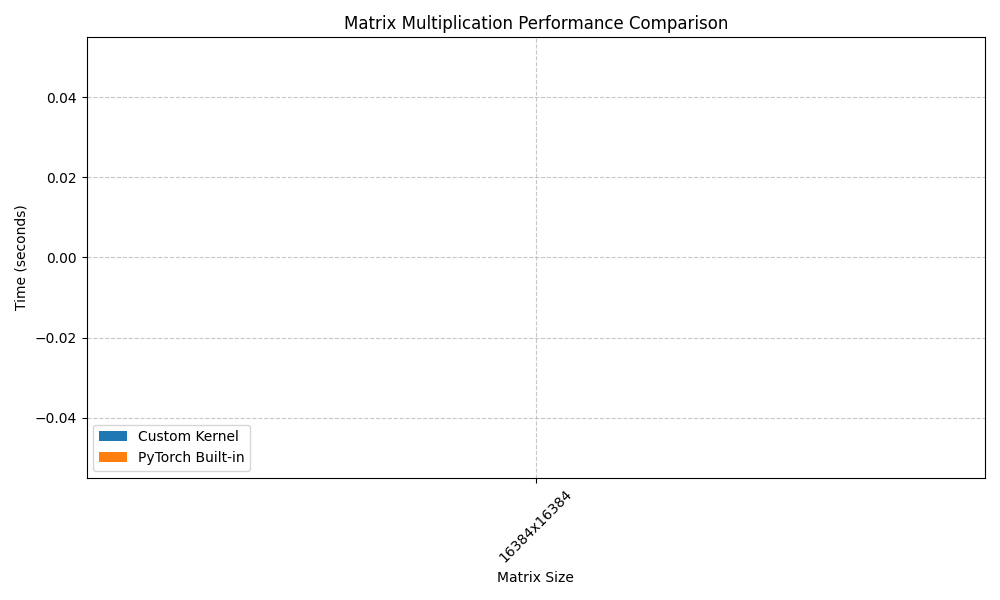 Matrix Multiplication Performance Comparison
Time (seconds)
0.04
0.02
0.00
−0.02
−0.04
Custom Kernel
PyTorch Built-in
16384x16384
Matrix Size